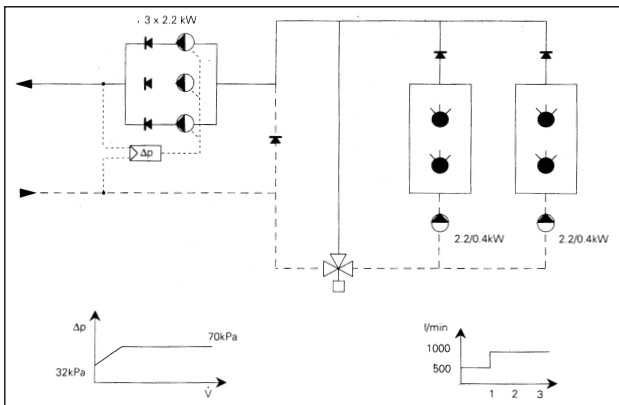 3 x 2.2 kW
Δp
2.2/0.4kW
2.2/0.4kW
Δp
70kPa
32kPa
V̇
l/min
1000
500
1 2 3